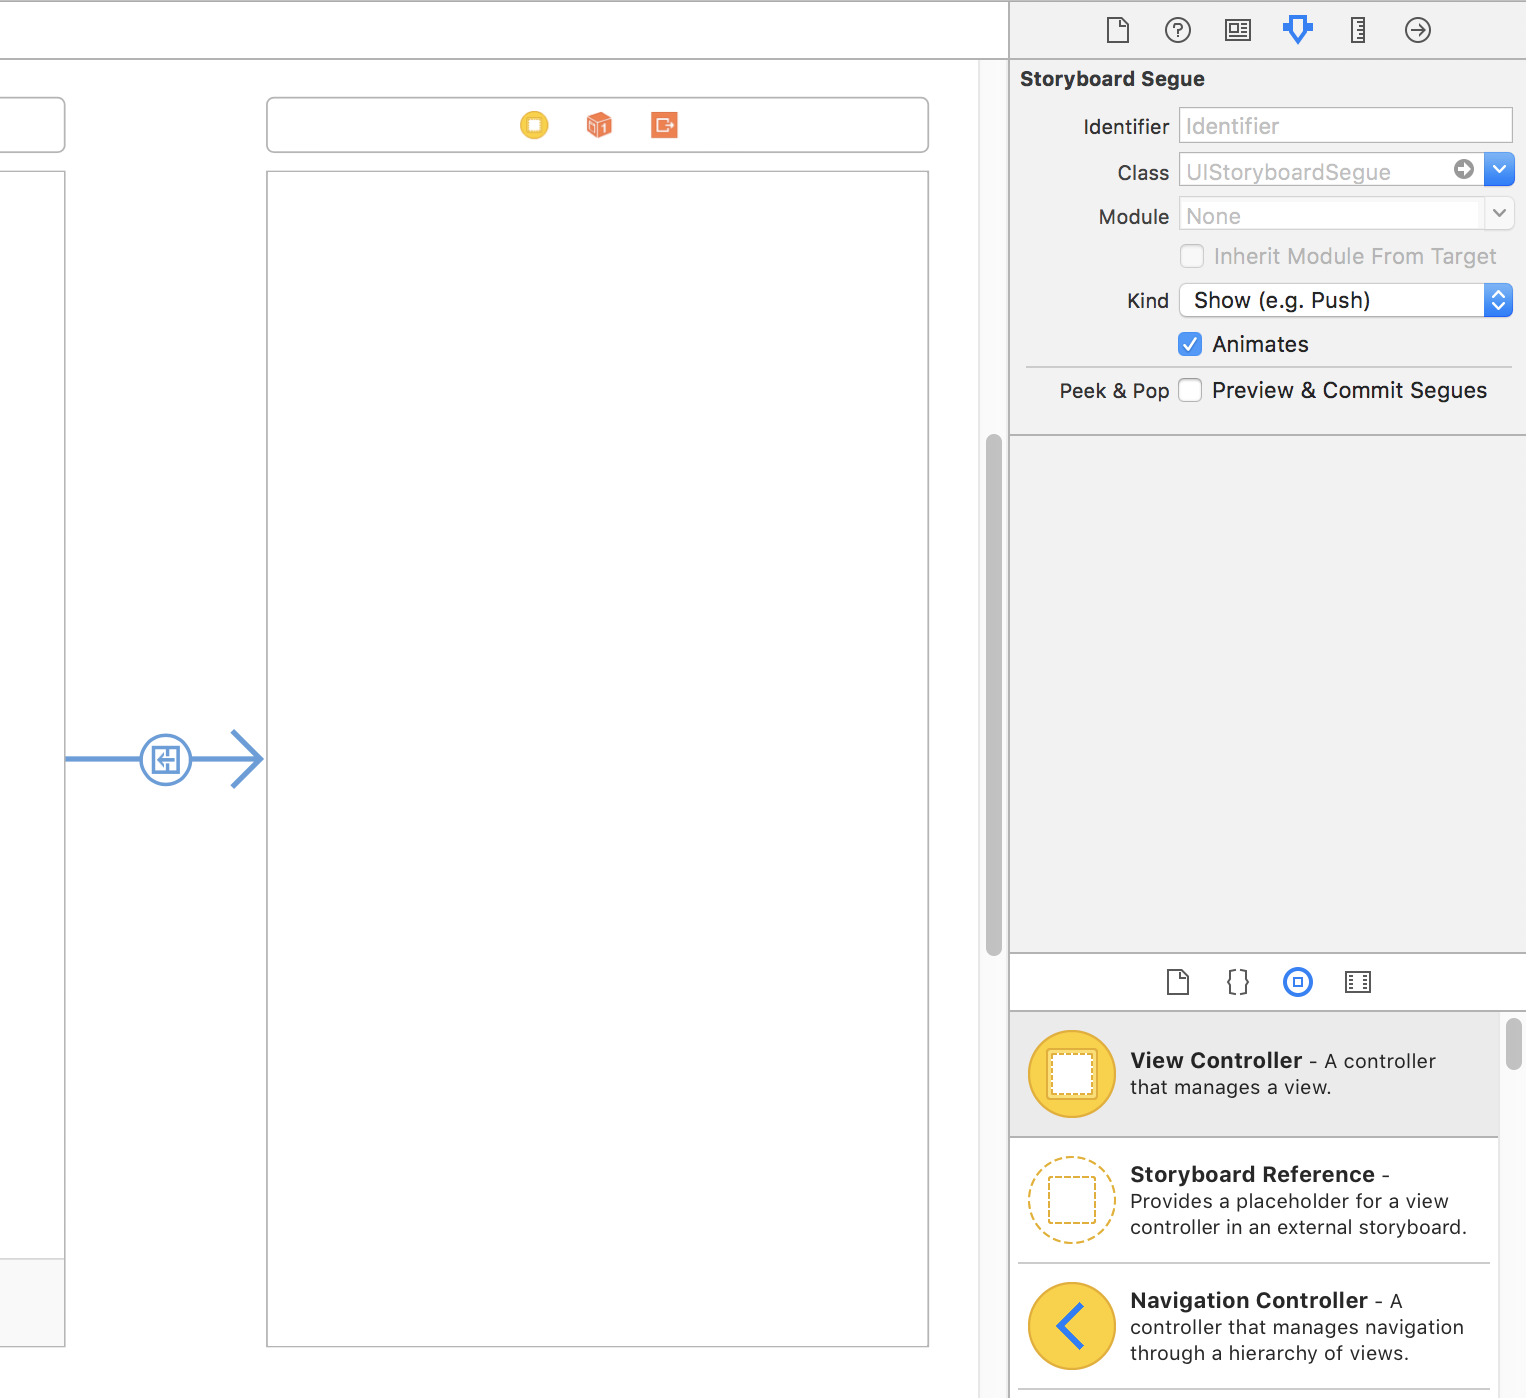 Storyboard Segue
Identifier Identifier
Class UIStoryboardSegue
Module None
Inherit Module From Target
Kind Show (e.g. Push)
Animates
Peek & Pop Preview & Commit Segues
View Controller - A controller
that manages a view.
Storyboard Reference -
Provides a placeholder for a view
controller in an external storyboard.
Navigation Controller - A
controller that manages navigation
through a hierarchy of views.